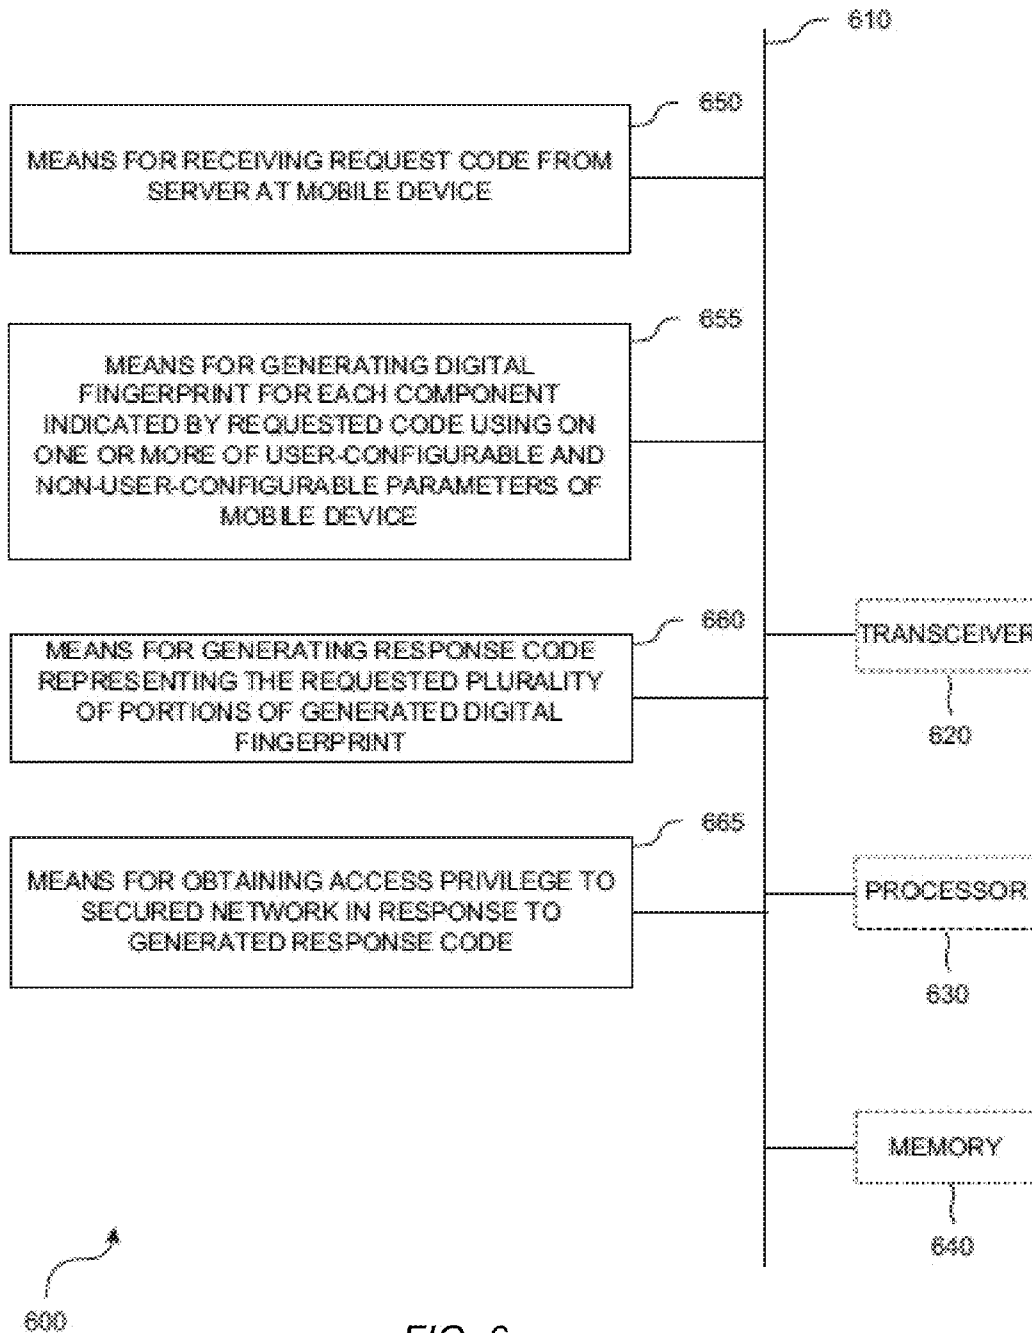 610
650
MEANS FOR RECEIVING REQUEST CODE FROM
SERVER AT MOBILE DEVICE
655
MEANS FOR GENERATING DIGITAL
FINGERPRINT FOR EACH COMPONENT
INDICATED BY REQUESTED CODE USING ON
ONE OR MORE OF USER-CONFIGURABLE AND
NON-USER-CONFIGURABLE PARAMETERS OF
MOBILE DEVICE
660
MEANS FOR GENERATING RESPONSE CODE
REPRESENTING THE REQUESTED PLURALITY
OF PORTIONS OF GENERATED DIGITAL
FINGERPRINT
TRANSCEIVER
620
665
MEANS FOR OBTAINING ACCESS PRIVILEGE TO
SECURED NETWORK IN RESPONSE TO
GENERATED RESPONSE CODE
PROCESSOR
630
MEMORY
640
600
FIG. 6